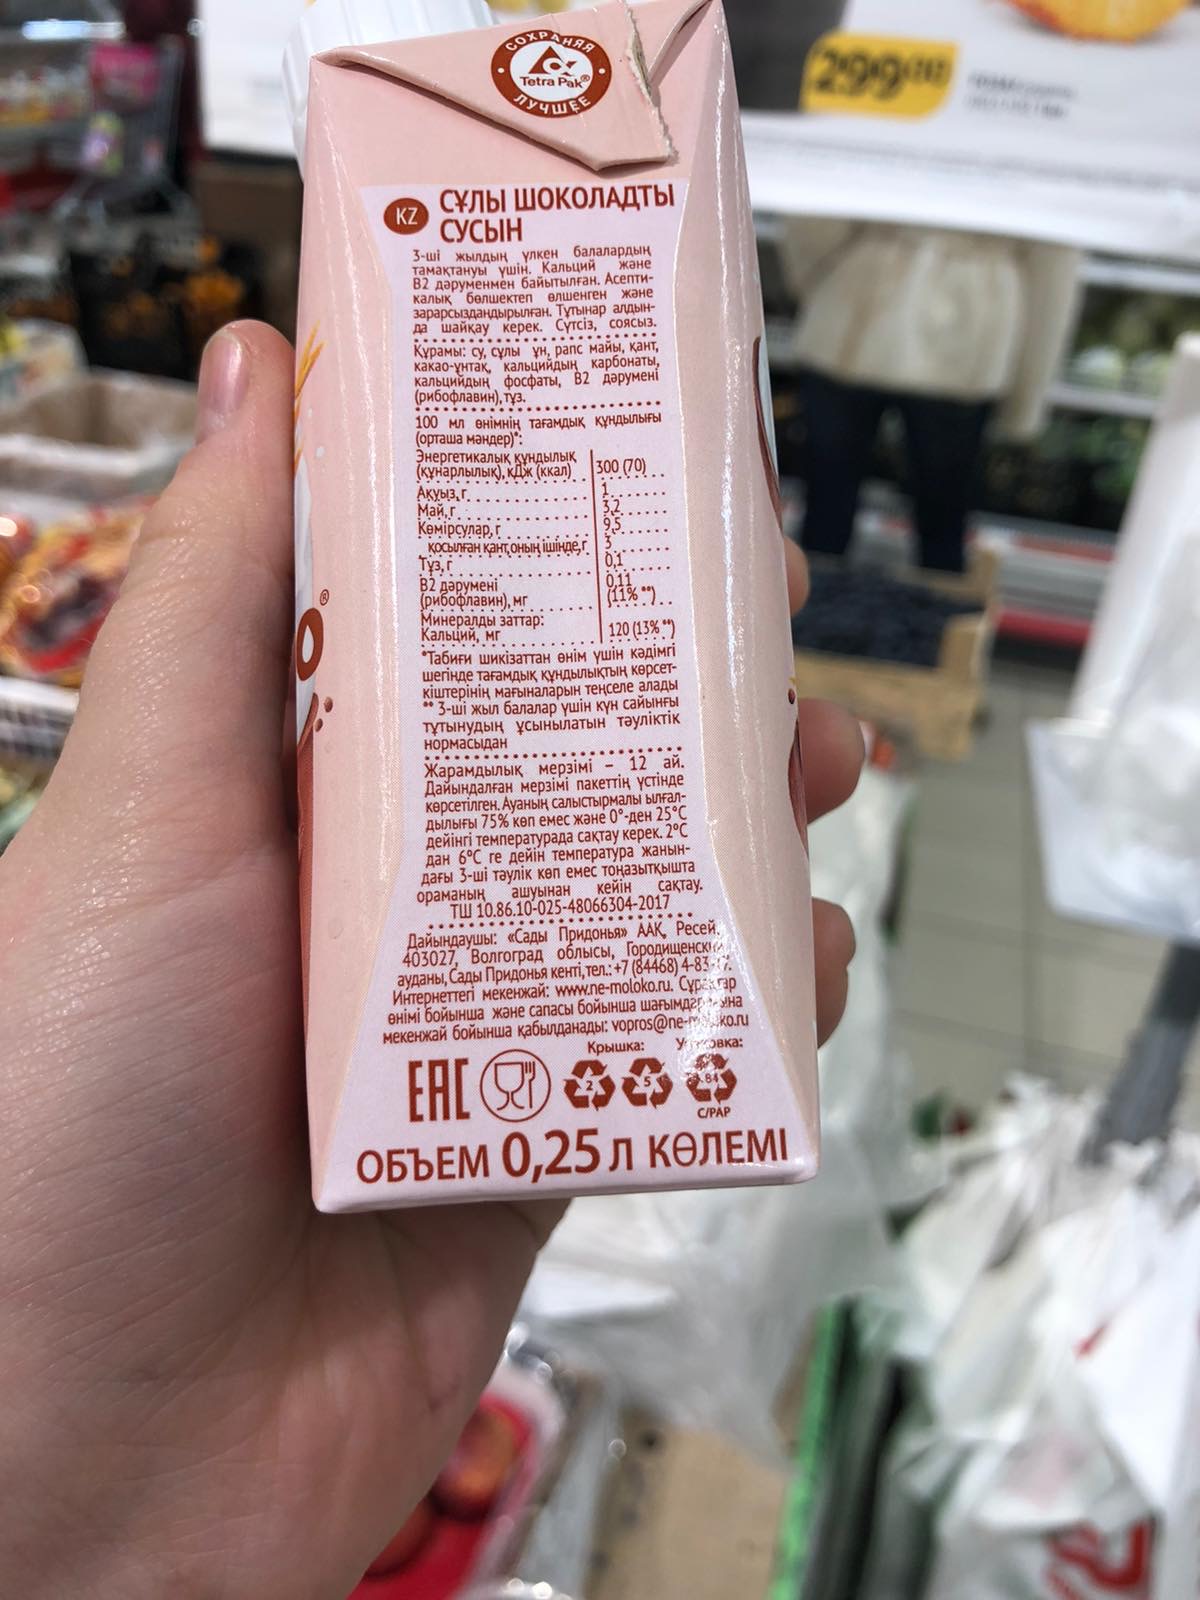 СОХРАНЯЯ
Tetra Pak®
ЛУЧШЕЕ
299
KZ
СҰЛЫ ШОКОЛАДТЫ
СУСЫН
3-ші жылдың үлкен балалардың
тамақтануы үшін. Кальций және
В2 дәруменмен байытылған. Асепти-
калық бөлшектеп өлшенген және
зарарсыздандырылған. Тұтынар алдын-
да шайқау керек. Сүтсіз, соясыз.
Құрамы: су, сұлы ұн, рапс майы, қант,
какао-ұнтақ, кальцийдың карбонаты,
кальцийдың фосфаты, В2 дәрумені
(рибофлавин), тұз.
100 мл өнімнің тағамдық құндылығы
(орташа мәндер)*:
Энергетикалық құндылық
(құнарлылық), кДж (ккал) 300 (70)
Ақуыз, г 1
Май, г 3,2
Көмірсулар, г 9,5
қосылған қант, оның ішінде, г 3
Тұз, г 0,1
В2 дәрумені 0,11
(рибофлавин), мг (11% **)
Минералды заттар:
Кальций, мг 120 (13% **)
*Табиғи шикізаттан өнім үшін кәдімгі
шегінде тағамдық құндылықтың көрсет-
кіштерінің мағыналарын теңселе алады
** 3-ші жыл балалар үшін күн сайынғы
тұтынудың ұсынылатын тәуліктік
нормасыдан
Жарамдылық мерзімі – 12 ай.
Дайындалған мерзімі пакеттің үстінде
көрсетілген. Ауаның салыстырмалы ылғал-
дылығы 75% көп емес және 0°-ден 25°С
дейінгі температурада сақтау керек. 2°С
дан 6°С ге дейін температура жанын-
дағы 3-ші тәулік көп емес тоңазытқышта
ораманың ашуынан кейін сақтау.
ТШ 10.86.10-025-48066304-2017
Дайындаушы: «Сады Придонья» ААҚ, Ресей,
403027, Волгоград облысы, Городищенский
ауданы, Сады Придонья кенті, тел.: +7 (84468) 4-83
Интернеттегі мекенжай: www.ne-moloko.ru. Сұрақтар
өнімі бойынша және сапасы бойынша шағымдар
мекенжай бойынша қабылданады: vopros@ne-moloko.ru
Крышка: Упаковка:
ЕАС 2 5 84
C/PAP
ОБЪЕМ 0,25 л КӨЛЕМІ
О®